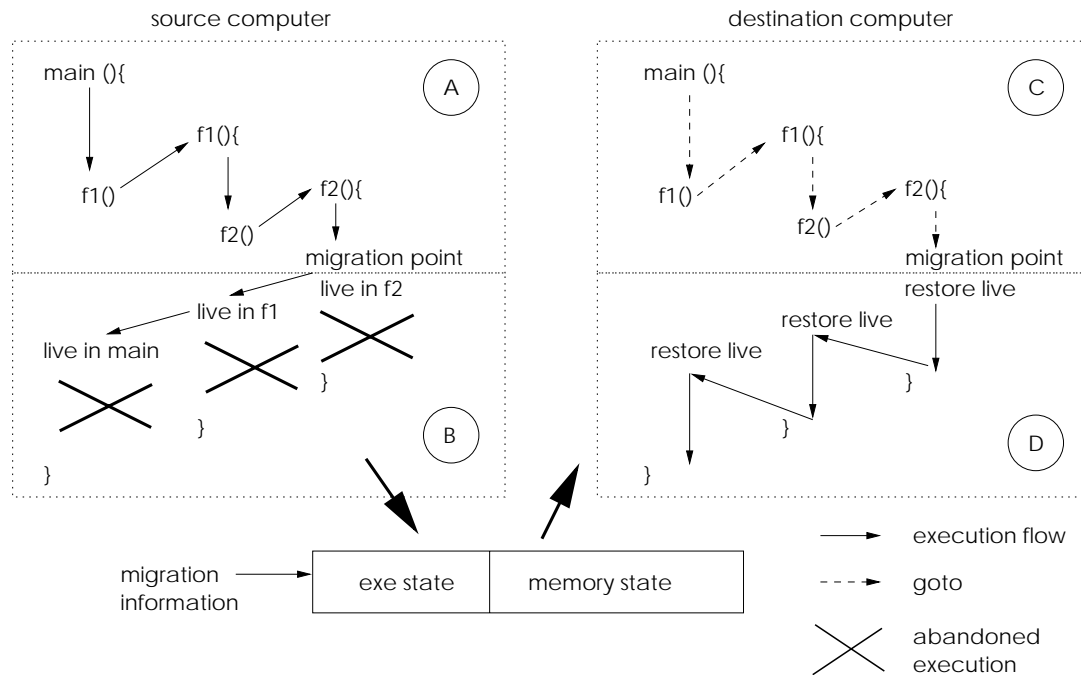 source computer
destination computer
main (){
A
f1(){
f1()
f2(){
f2()
migration point
live in f2
live in f1
live in main
}
}
B
}
main (){
C
f1(){
f1()
f2(){
f2()
migration point
restore live
restore live
restore live
}
}
D
}
migration
information
exe state
memory state
execution flow
goto
abandoned
execution